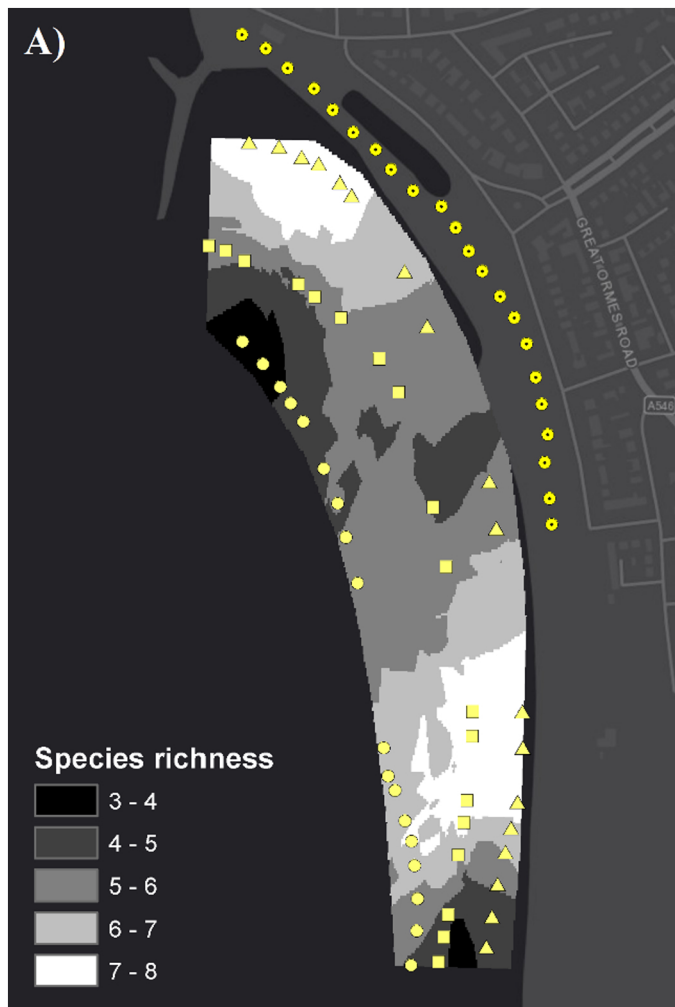 A)
GREAT ORMES ROAD
A546
Species richness
3 - 4
4 - 5
5 - 6
6 - 7
7 - 8